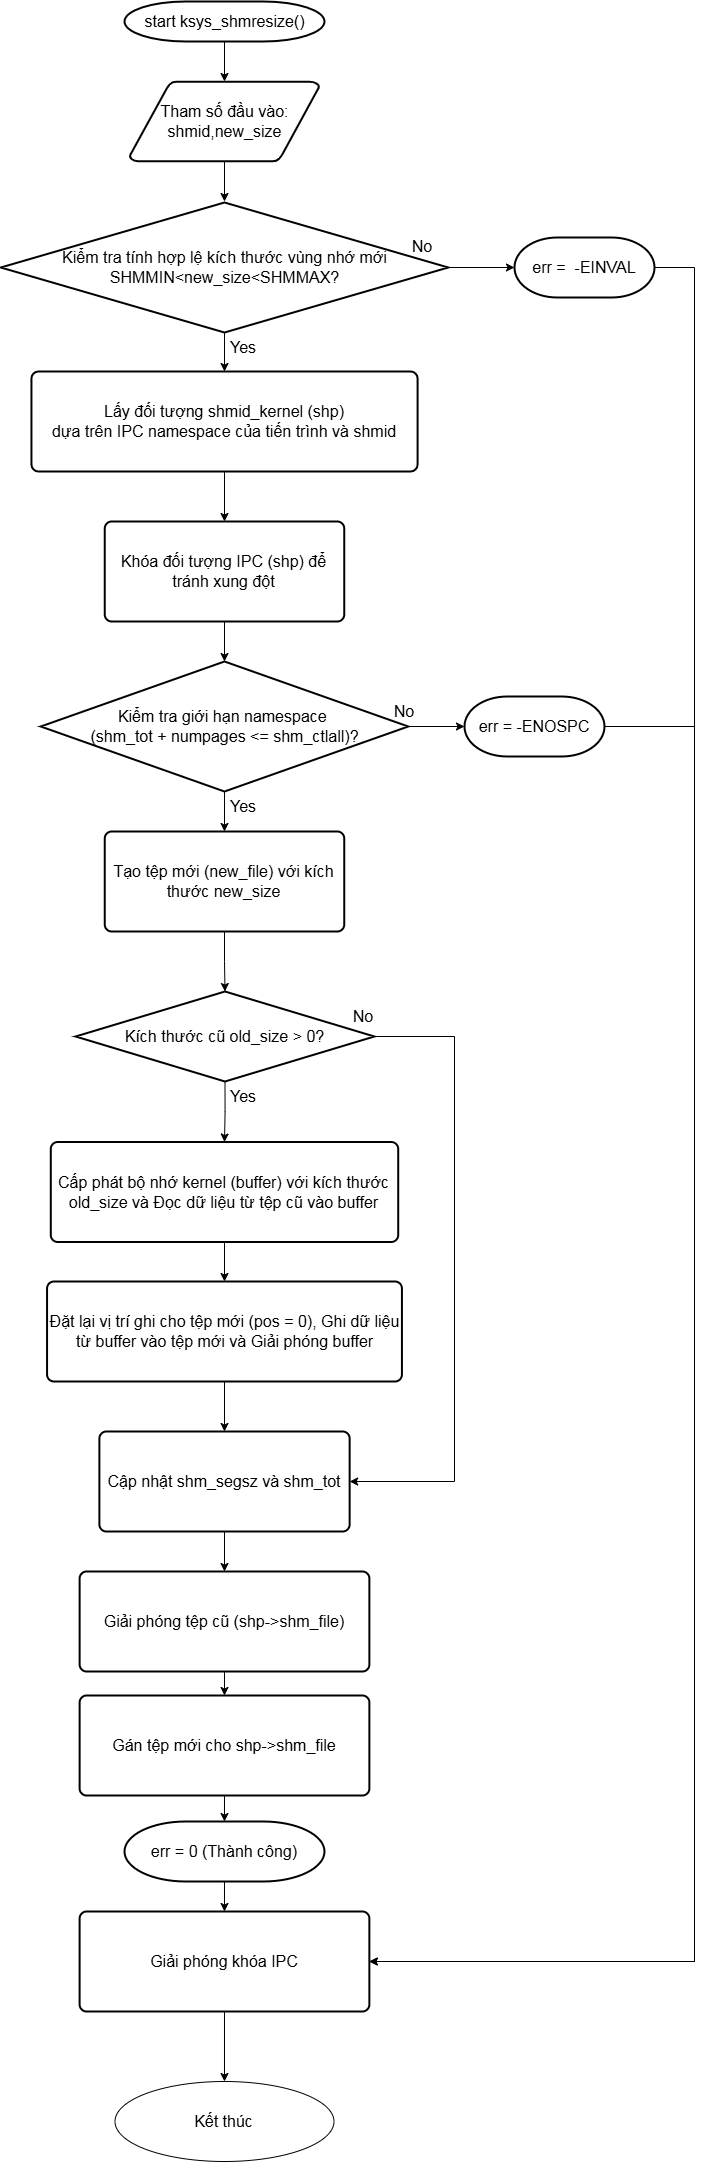 start ksys_shmresize()
Tham số đầu vào:
shmid,new_size
Kiểm tra tính hợp lệ kích thước vùng nhớ mới
SHMMIN<new_size<SHMMAX?
No
err =  -EINVAL
Yes
Lấy đối tượng shmid_kernel (shp)
dựa trên IPC namespace của tiến trình và shmid
Khóa đối tượng IPC (shp) để
tránh xung đột
Kiểm tra giới hạn namespace
(shm_tot + numpages <= shm_ctlall)?
No
err = -ENOSPC
Yes
Tạo tệp mới (new_file) với kích
thước new_size
Kích thước cũ old_size > 0?
No
Yes
Cấp phát bộ nhớ kernel (buffer) với kích thước
old_size và Đọc dữ liệu từ tệp cũ vào buffer
Đặt lại vị trí ghi cho tệp mới (pos = 0), Ghi dữ liệu
từ buffer vào tệp mới và Giải phóng buffer
Cập nhật shm_segsz và shm_tot
Giải phóng tệp cũ (shp->shm_file)
Gán tệp mới cho shp->shm_file
err = 0 (Thành công)
Giải phóng khóa IPC
Kết thúc